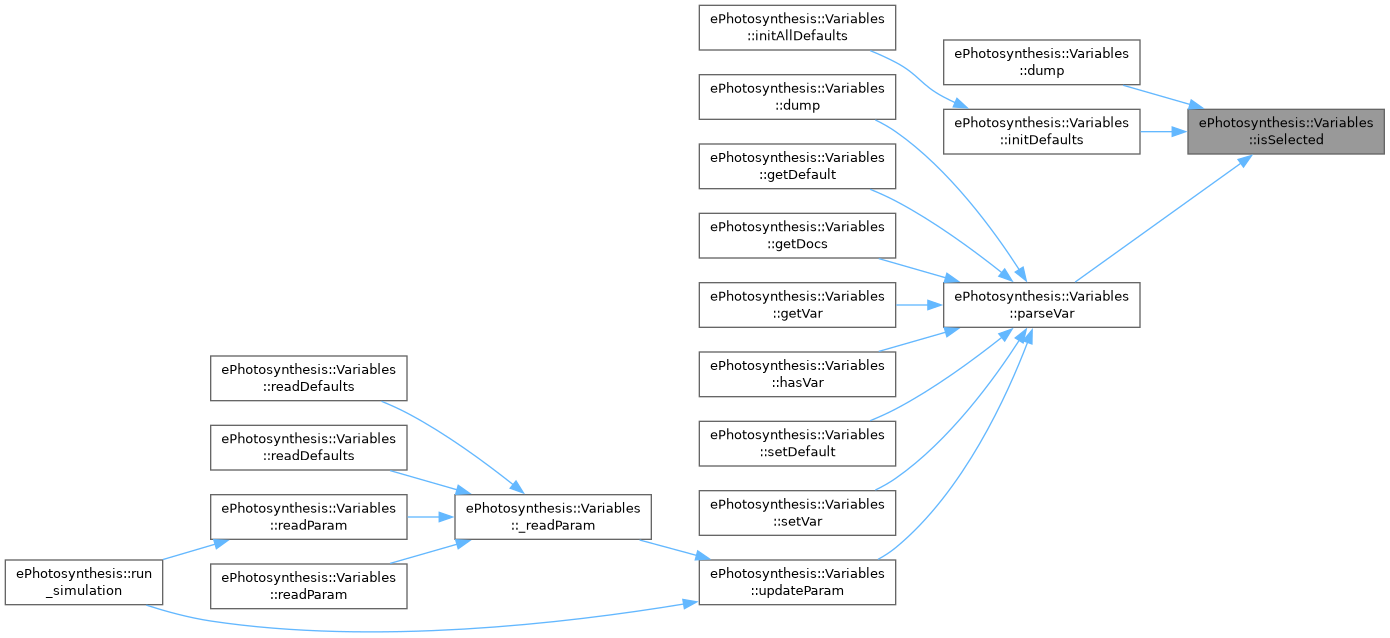 ePhotosynthesis::Variables
::initAllDefaults
ePhotosynthesis::Variables
::dump
ePhotosynthesis::Variables
::dump
ePhotosynthesis::Variables
::initDefaults
ePhotosynthesis::Variables
::isSelected
ePhotosynthesis::Variables
::getDefault
ePhotosynthesis::Variables
::getDocs
ePhotosynthesis::Variables
::getVar
ePhotosynthesis::Variables
::parseVar
ePhotosynthesis::Variables
::hasVar
ePhotosynthesis::Variables
::setDefault
ePhotosynthesis::Variables
::setVar
ePhotosynthesis::Variables
::updateParam
ePhotosynthesis::Variables
::readDefaults
ePhotosynthesis::Variables
::readDefaults
ePhotosynthesis::Variables
::readParam
ePhotosynthesis::Variables
::_readParam
ePhotosynthesis::Variables
::readParam
ePhotosynthesis::run
_simulation